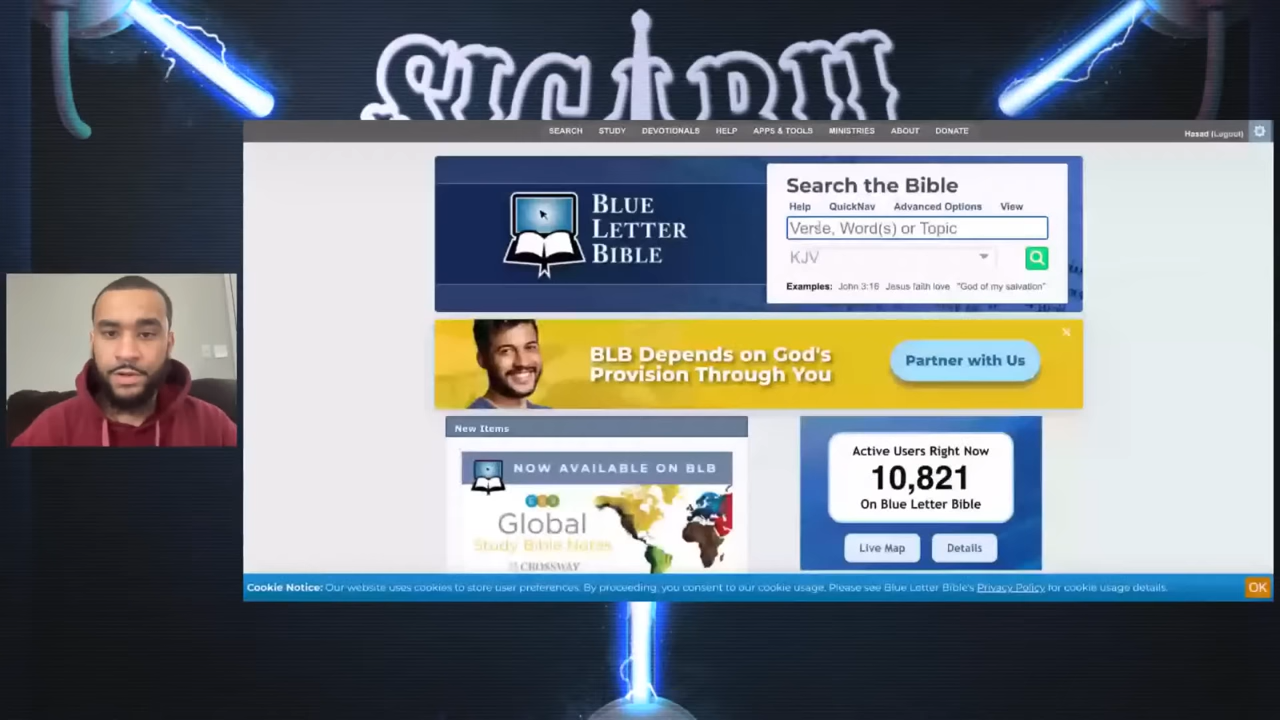 SICARII
SEARCH STUDY DEVOTIONALS HELP APPS & TOOLS MINISTRIES ABOUT DONATE
Hasad (Logout)
BLUE
LETTER
BIBLE
Search the Bible
Help QuickNav Advanced Options View
Verse, Word(s) or Topic
KJV
Examples: John 3:16 Jesus faith love "God of my salvation"
BLB Depends on God's
Provision Through You
Partner with Us
New Items
NOW AVAILABLE ON BLB
Global
Study Bible Notes
CROSSWAY
Active Users Right Now
10,821
On Blue Letter Bible
Live Map Details
Cookie Notice: Our website uses cookies to store user preferences. By proceeding, you consent to our cookie usage. Please see Blue Letter Bible's Privacy Policy for cookie usage details.
OK